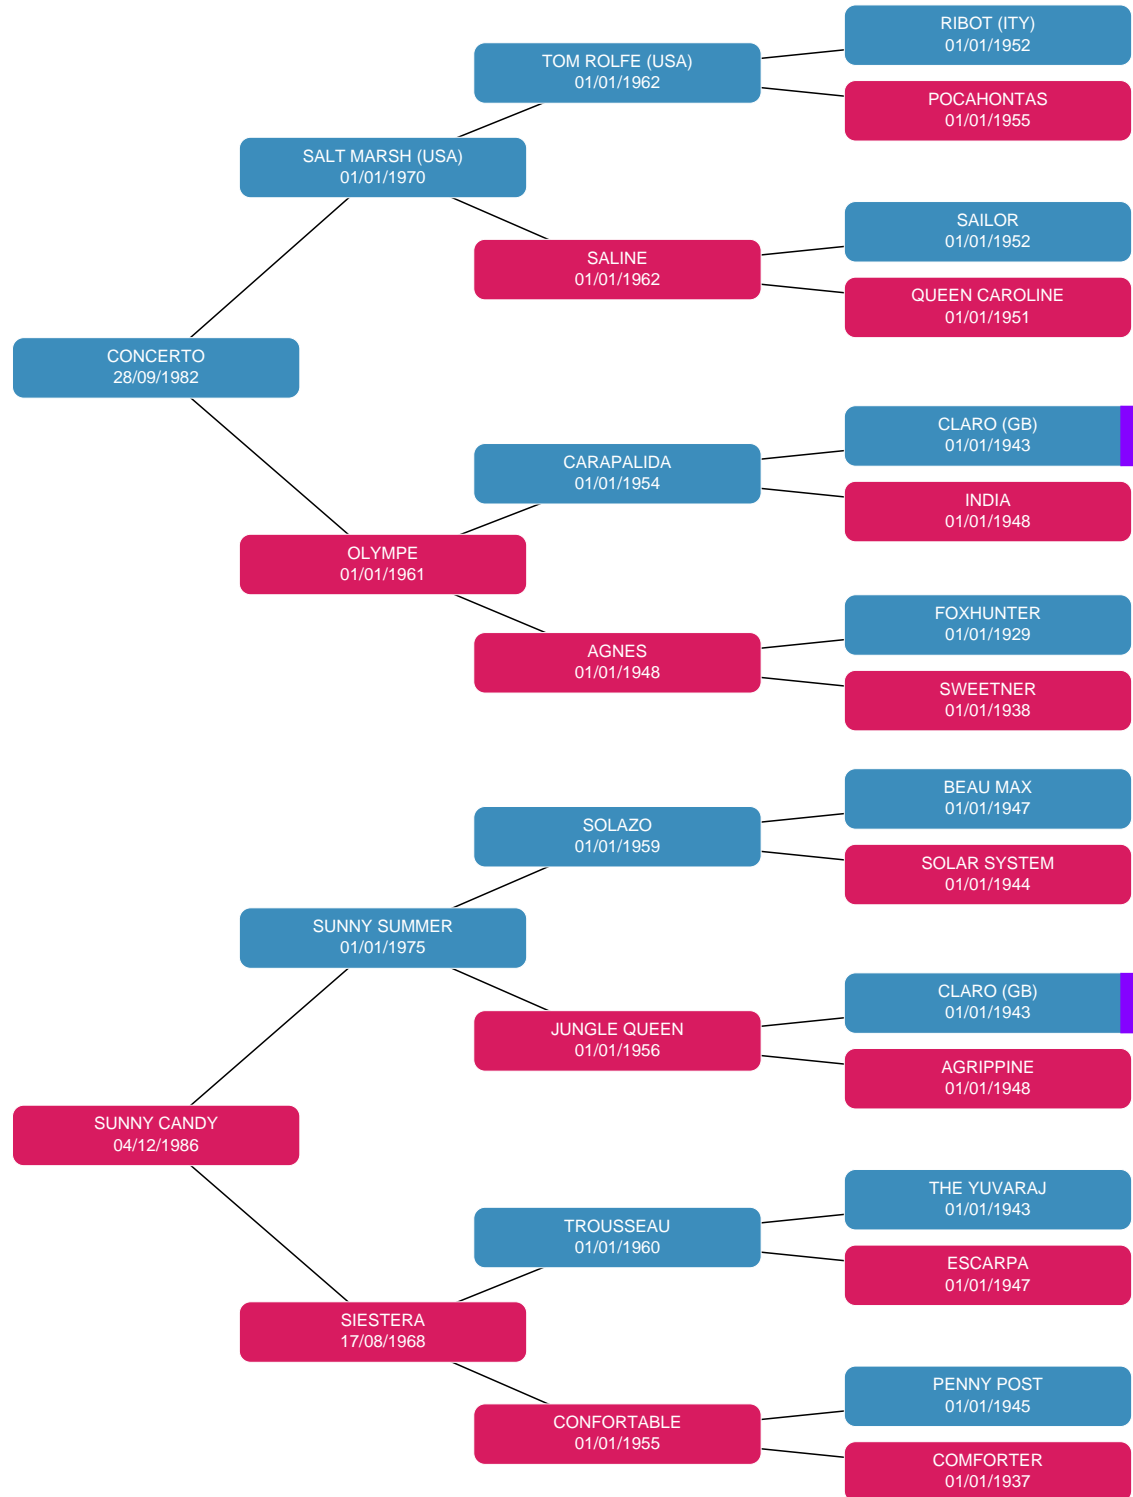 RIBOT (ITY)
01/01/1952
TOM ROLFE (USA)
01/01/1962
POCAHONTAS
01/01/1955
SALT MARSH (USA)
01/01/1970
SAILOR
01/01/1952
SALINE
01/01/1962
QUEEN CAROLINE
01/01/1951
CONCERTO
28/09/1982
CLARO (GB)
01/01/1943
CARAPALIDA
01/01/1954
INDIA
01/01/1948
OLYMPE
01/01/1961
FOXHUNTER
01/01/1929
AGNES
01/01/1948
SWEETNER
01/01/1938
BEAU MAX
01/01/1947
SOLAZO
01/01/1959
SOLAR SYSTEM
01/01/1944
SUNNY SUMMER
01/01/1975
CLARO (GB)
01/01/1943
JUNGLE QUEEN
01/01/1956
AGRIPPINE
01/01/1948
SUNNY CANDY
04/12/1986
THE YUVARAJ
01/01/1943
TROUSSEAU
01/01/1960
ESCARPA
01/01/1947
SIESTERA
17/08/1968
PENNY POST
01/01/1945
CONFORTABLE
01/01/1955
COMFORTER
01/01/1937